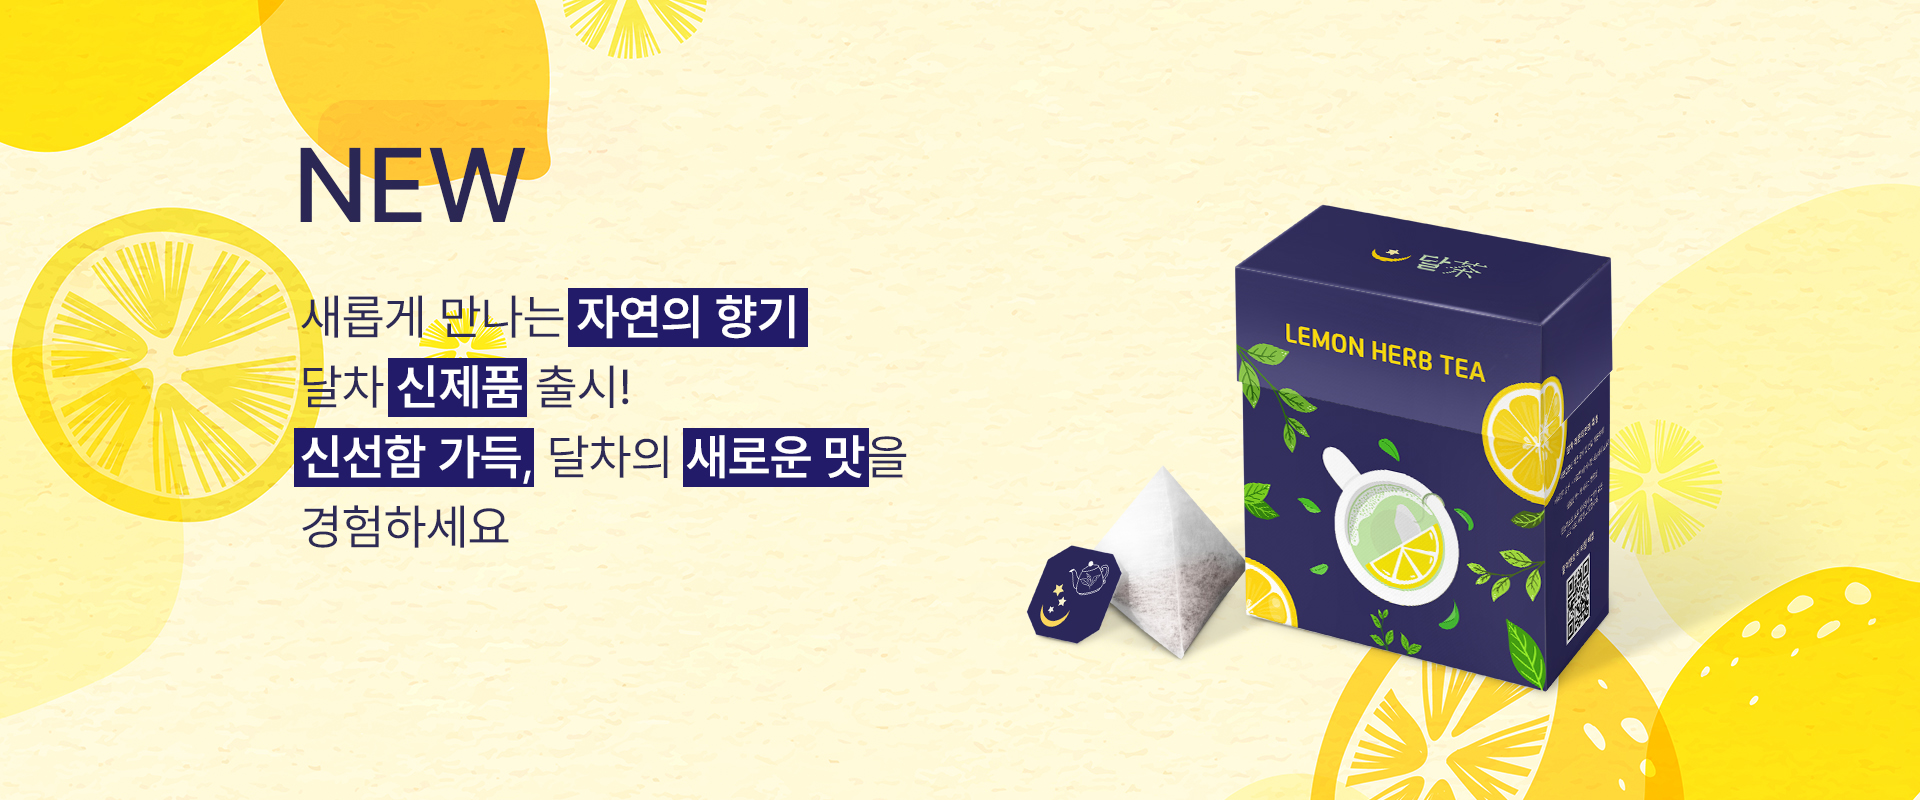 NEW
새롭게 만나는 자연의 향기
달차 신제품 출시!
신선함 가득, 달차의 새로운 맛을
경험하세요
달茶
LEMON HERB TEA